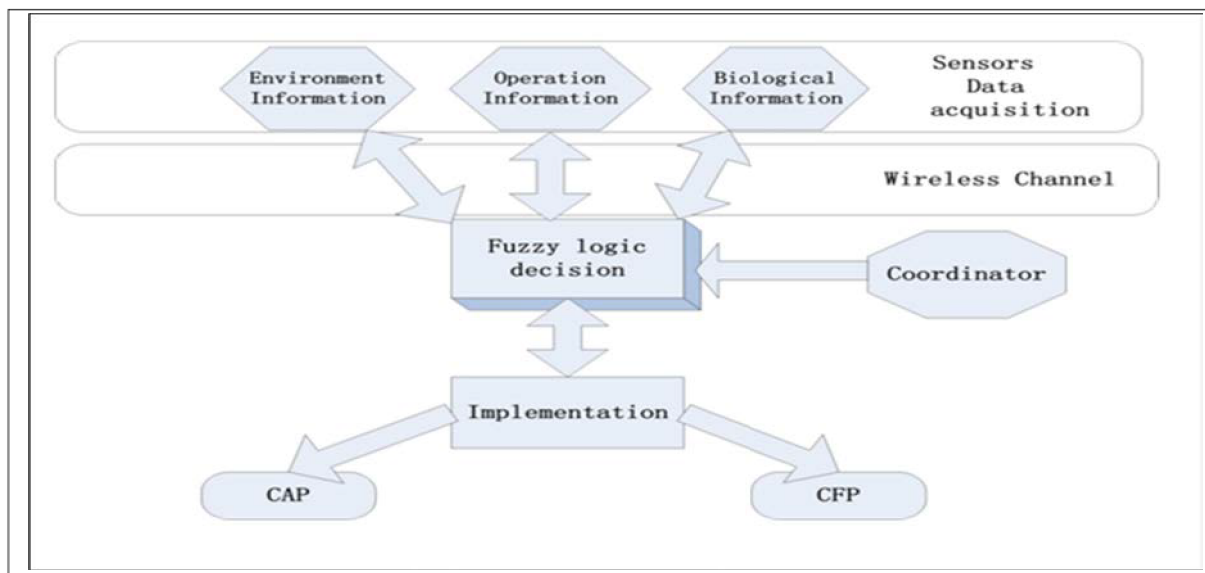 Environment
Information
Operation
Information
Biological
Information
Sensors
Data
acquisition
Wireless Channel
Fuzzy logic
decision
Coordinator
Implementation
CAP
CFP